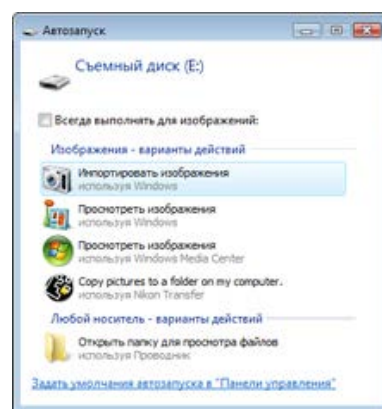 Автозапуск
Съемный диск (E:)
Всегда выполнять для изображений:
Изображения - варианты действий
Импортировать изображения
используя Windows
Просмотреть изображения
используя Windows
Просмотреть изображения
используя Windows Media Center
Copy pictures to a folder on my computer.
используя Nikon Transfer
Любой носитель - варианты действий
Открыть папку для просмотра файлов
используя Проводник
Задать умолчания автозапуска в "Панели управления"